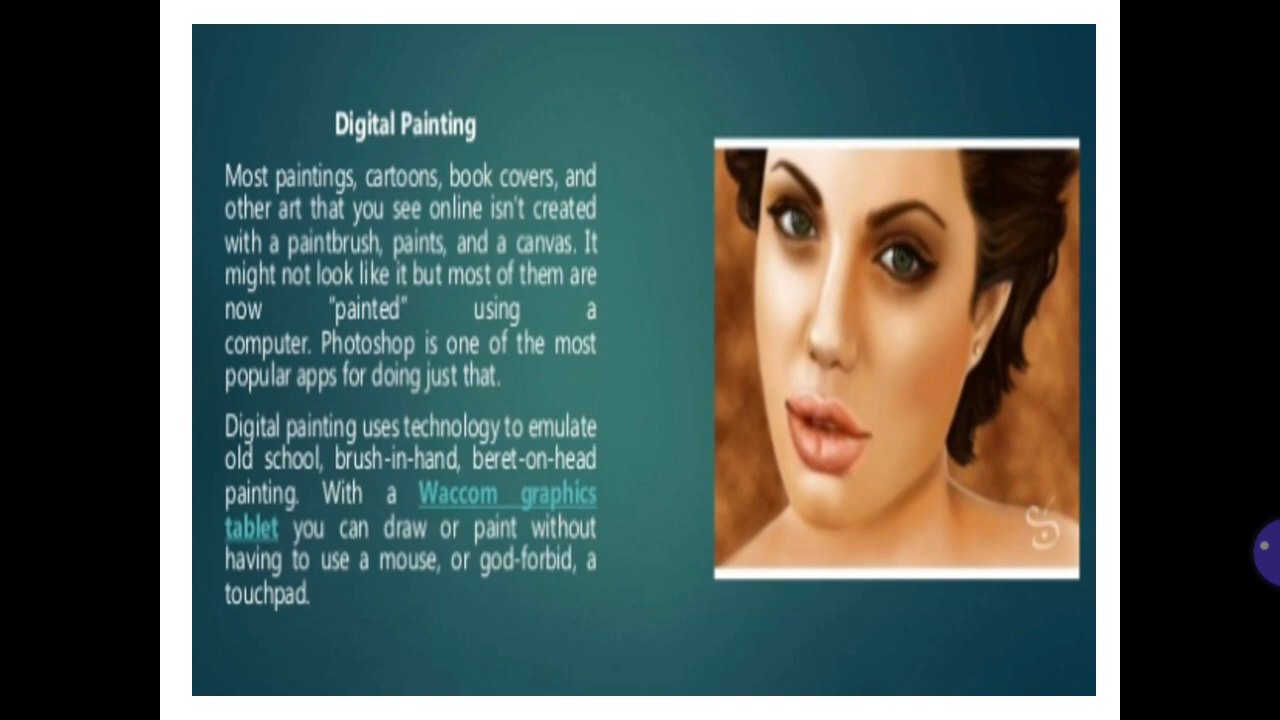 Digital Painting
Most paintings, cartoons, book covers, and
other art that you see online isn't created
with a paintbrush, paints, and a canvas. It
might not look like it but most of them are
now "painted" using a
computer. Photoshop is one of the most
popular apps for doing just that.
Digital painting uses technology to emulate
old school, brush-in-hand, beret-on-head
painting. With a Waccom graphics
tablet you can draw or paint without
having to use a mouse, or god-forbid, a
touchpad.